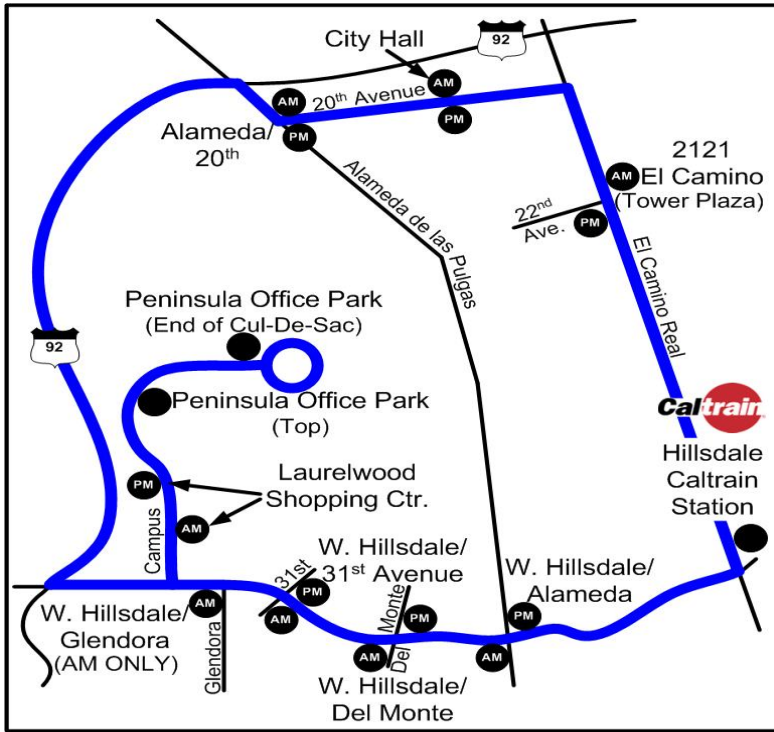 92
City Hall
AM
AM
20th Avenue
PM
PM
Alameda/
20th
Alameda de las Pulgas
2121
AM
El Camino
(Tower Plaza)
22nd
Ave.
PM
El Camino Real
92
Peninsula Office Park
(End of Cul-De-Sac)
Peninsula Office Park
(Top)
Caltrain
Hillsdale
Caltrain
Station
PM
Laurelwood
Shopping Ctr.
AM
Campus
W. Hillsdale/
31st Avenue
31st
PM
W. Hillsdale/
Alameda
AM
AM
Del Monte
PM
PM
W. Hillsdale/
Glendora
(AM ONLY)
Glendora
AM
AM
W. Hillsdale/
Del Monte